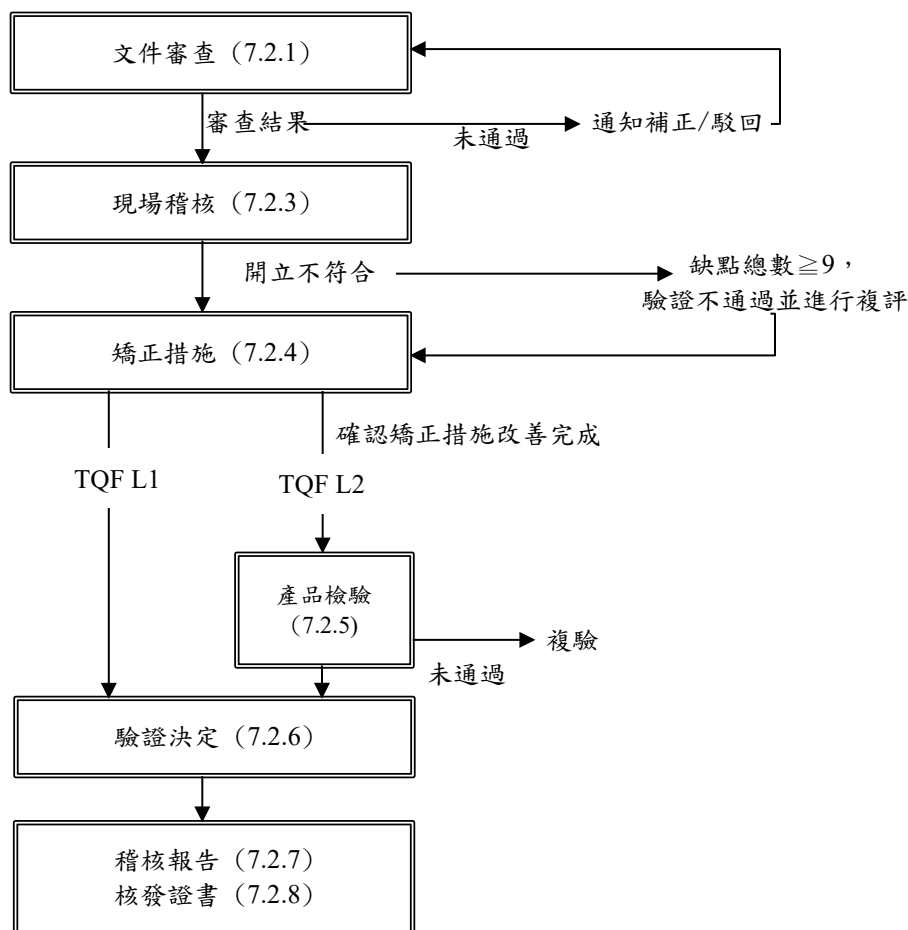 文件審查（7.2.1）
審查結果
未通過
通知補正/駁回
現場稽核（7.2.3）
開立不符合
缺點總數≧9，
驗證不通過並進行複評
矯正措施（7.2.4）
確認矯正措施改善完成
TQF L1
TQF L2
產品檢驗
（7.2.5)
複驗
未通過
驗證決定（7.2.6）
稽核報告（7.2.7）
核發證書（7.2.8）